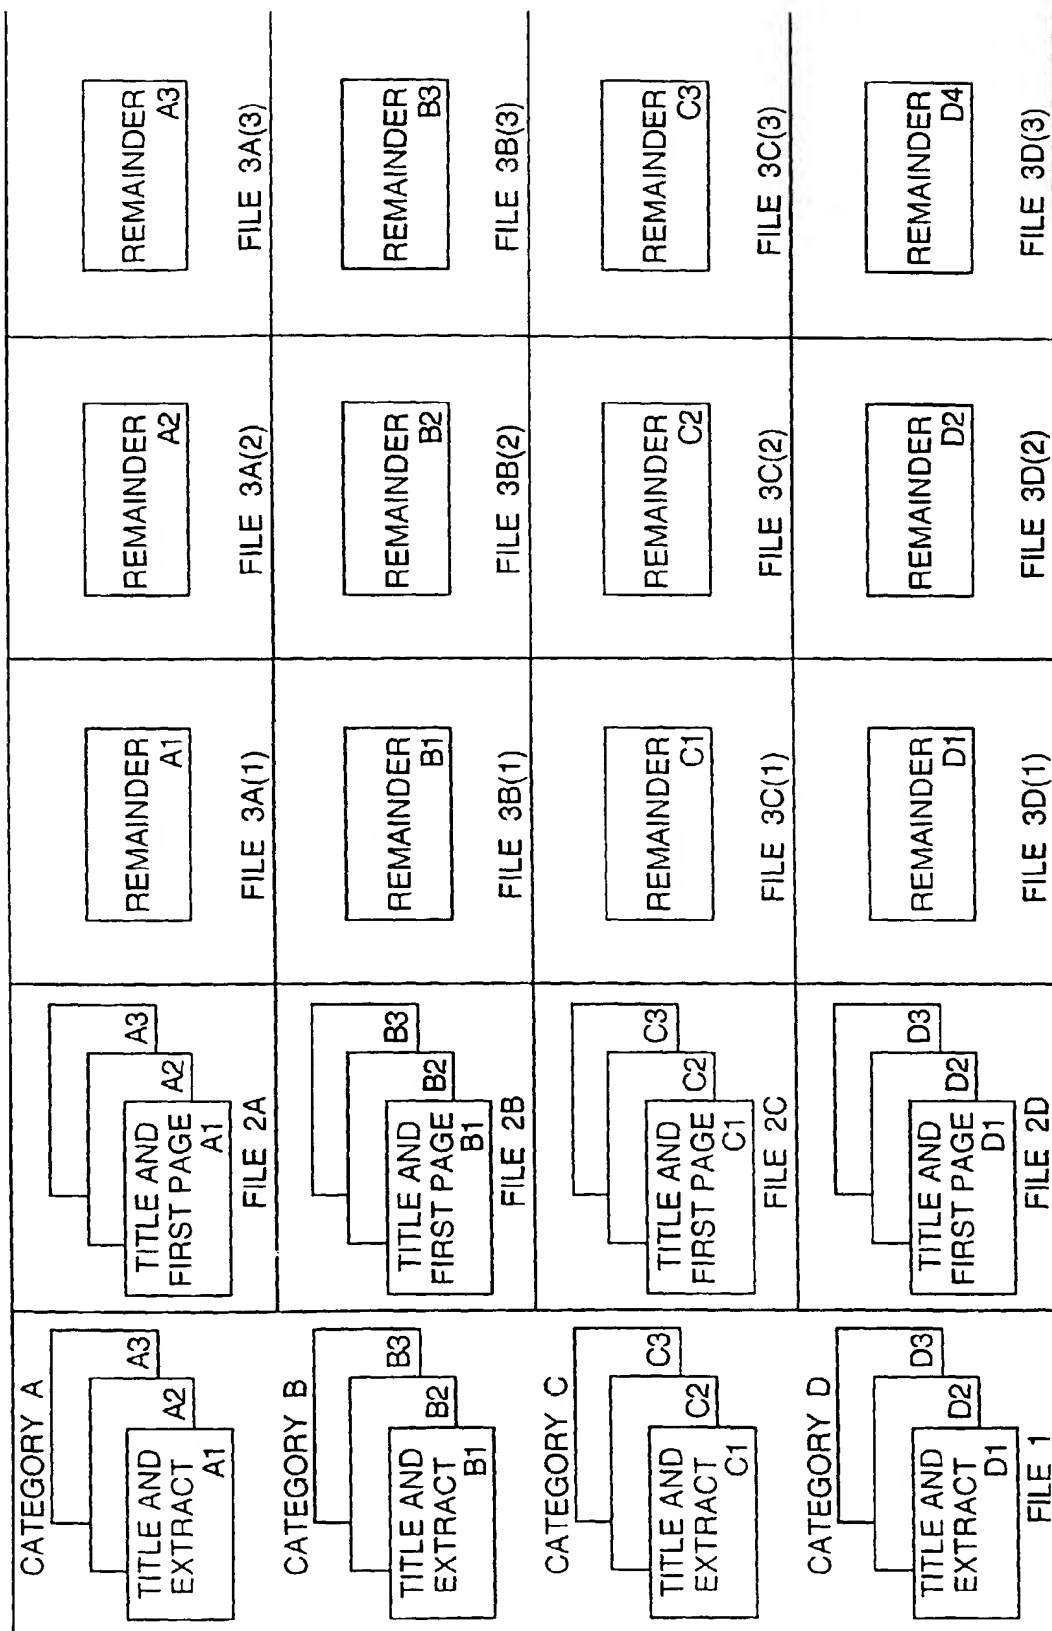 CATEGORY A
TITLE AND
EXTRACT
A1
A2
A3
TITLE AND
FIRST PAGE
A1
A2
A3
FILE 2A
REMAINDER
A1
FILE 3A(1)
REMAINDER
A2
FILE 3A(2)
REMAINDER
A3
FILE 3A(3)
CATEGORY B
TITLE AND
EXTRACT
B1
B2
B3
TITLE AND
FIRST PAGE
B1
B2
B3
FILE 2B
REMAINDER
B1
FILE 3B(1)
REMAINDER
B2
FILE 3B(2)
REMAINDER
B3
FILE 3B(3)
CATEGORY C
TITLE AND
EXTRACT
C1
C2
C3
TITLE AND
FIRST PAGE
C1
C2
C3
FILE 2C
REMAINDER
C1
FILE 3C(1)
REMAINDER
C2
FILE 3C(2)
REMAINDER
C3
FILE 3C(3)
CATEGORY D
TITLE AND
EXTRACT
D1
D2
D3
FILE 1
TITLE AND
FIRST PAGE
D1
D2
D3
FILE 2D
REMAINDER
D1
FILE 3D(1)
REMAINDER
D2
FILE 3D(2)
REMAINDER
D4
FILE 3D(3)